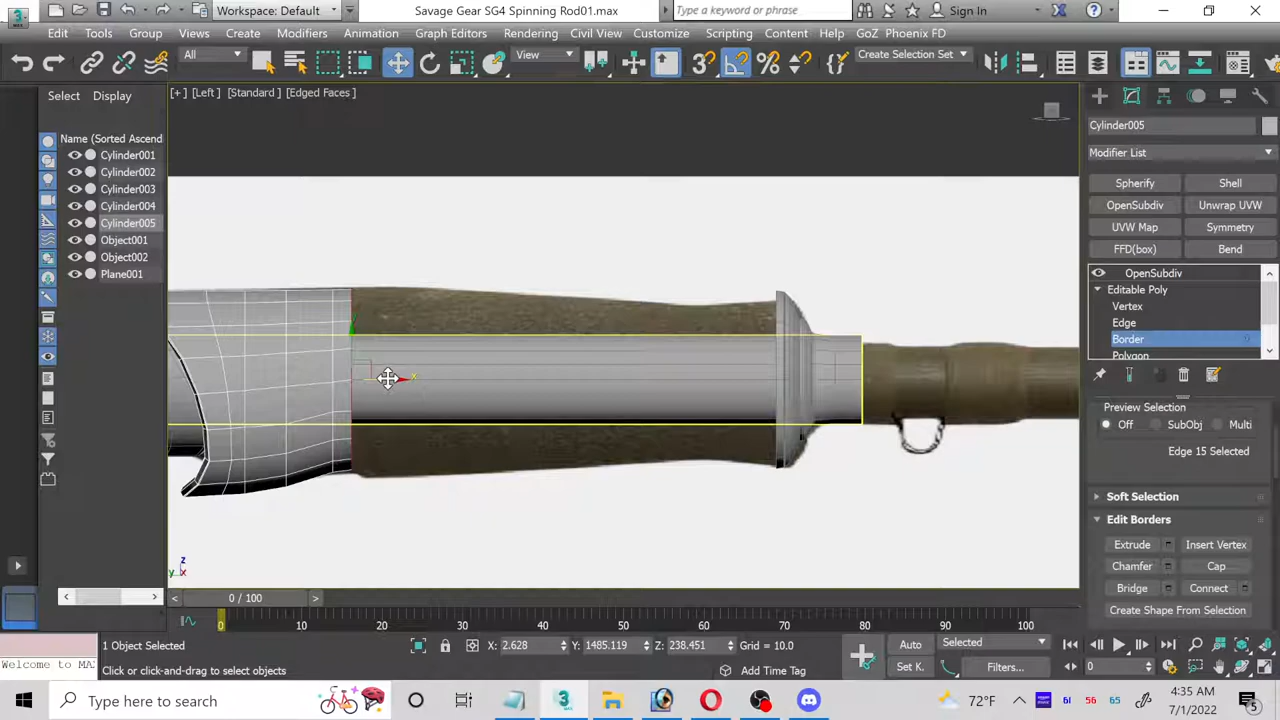 Workspace: Default
Savage Gear SG4 Spinning Rod01.max
Type a keyword or phrase
Sign In
Edit Tools Group Views Create Modifiers Animation Graph Editors Rendering Civil View Customize Scripting Content Help GoZ Phoenix FD
All
View
Create Selection Set
Select Display
[+] [Left] [Standard] [Edged Faces]
Name (Sorted Ascend
Cylinder001
Cylinder002
Cylinder003
Cylinder004
Cylinder005
Object001
Object002
Plane001
Cylinder005
Modifier List
Spherify Shell
OpenSubdiv Unwrap UVW
UVW Map Symmetry
FFD(box) Bend
OpenSubdiv
Editable Poly
Vertex
Edge
Border
Polygon
Preview Selection
Off SubObj Multi
Edge 15 Selected
Soft Selection
Edit Borders
Extrude Insert Vertex
Chamfer Cap
Bridge Connect
Create Shape From Selection
y
x
z
y x
0 / 100
0 10 20 30 40 50 60 70 80 90 100
1 Object Selected
X: 2.628 Y: 1485.119 Z: 238.451 Grid = 10.0
Auto Selected
Welcome to MA
Click or click-and-drag to select objects
Add Time Tag
Set K. Filters...
0
Type here to search
72°F
61 56 65
4:35 AM
7/1/2022
5